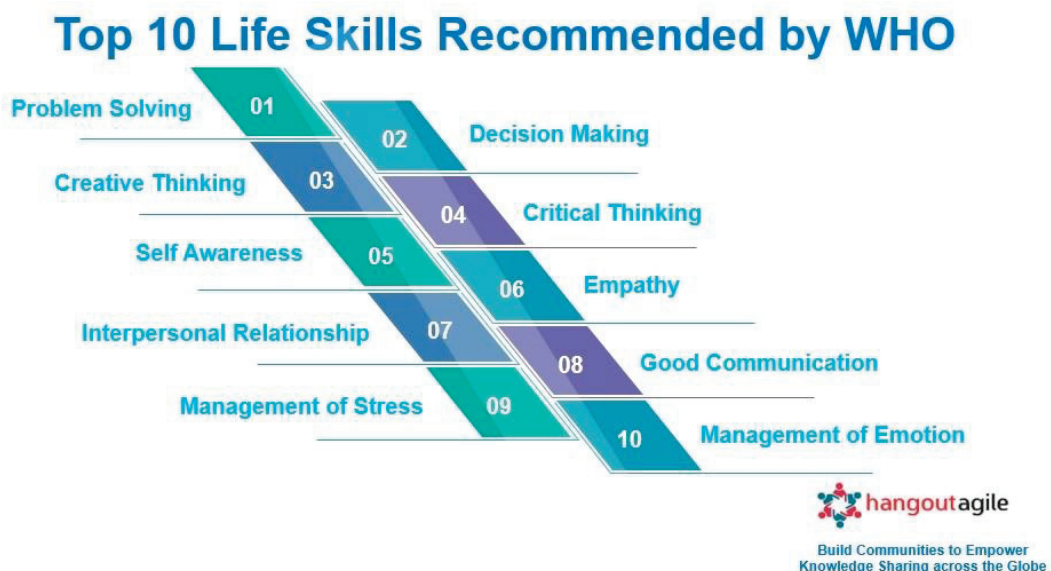 Top 10 Life Skills Recommended by WHO
Problem Solving
01
02
Decision Making
Creative Thinking
03
04
Critical Thinking
Self Awareness
05
06
Empathy
Interpersonal Relationship
07
08
Good Communication
Management of Stress
09
10
Management of Emotion
hangoutagile
Build Communities to Empower
Knowledge Sharing across the Globe